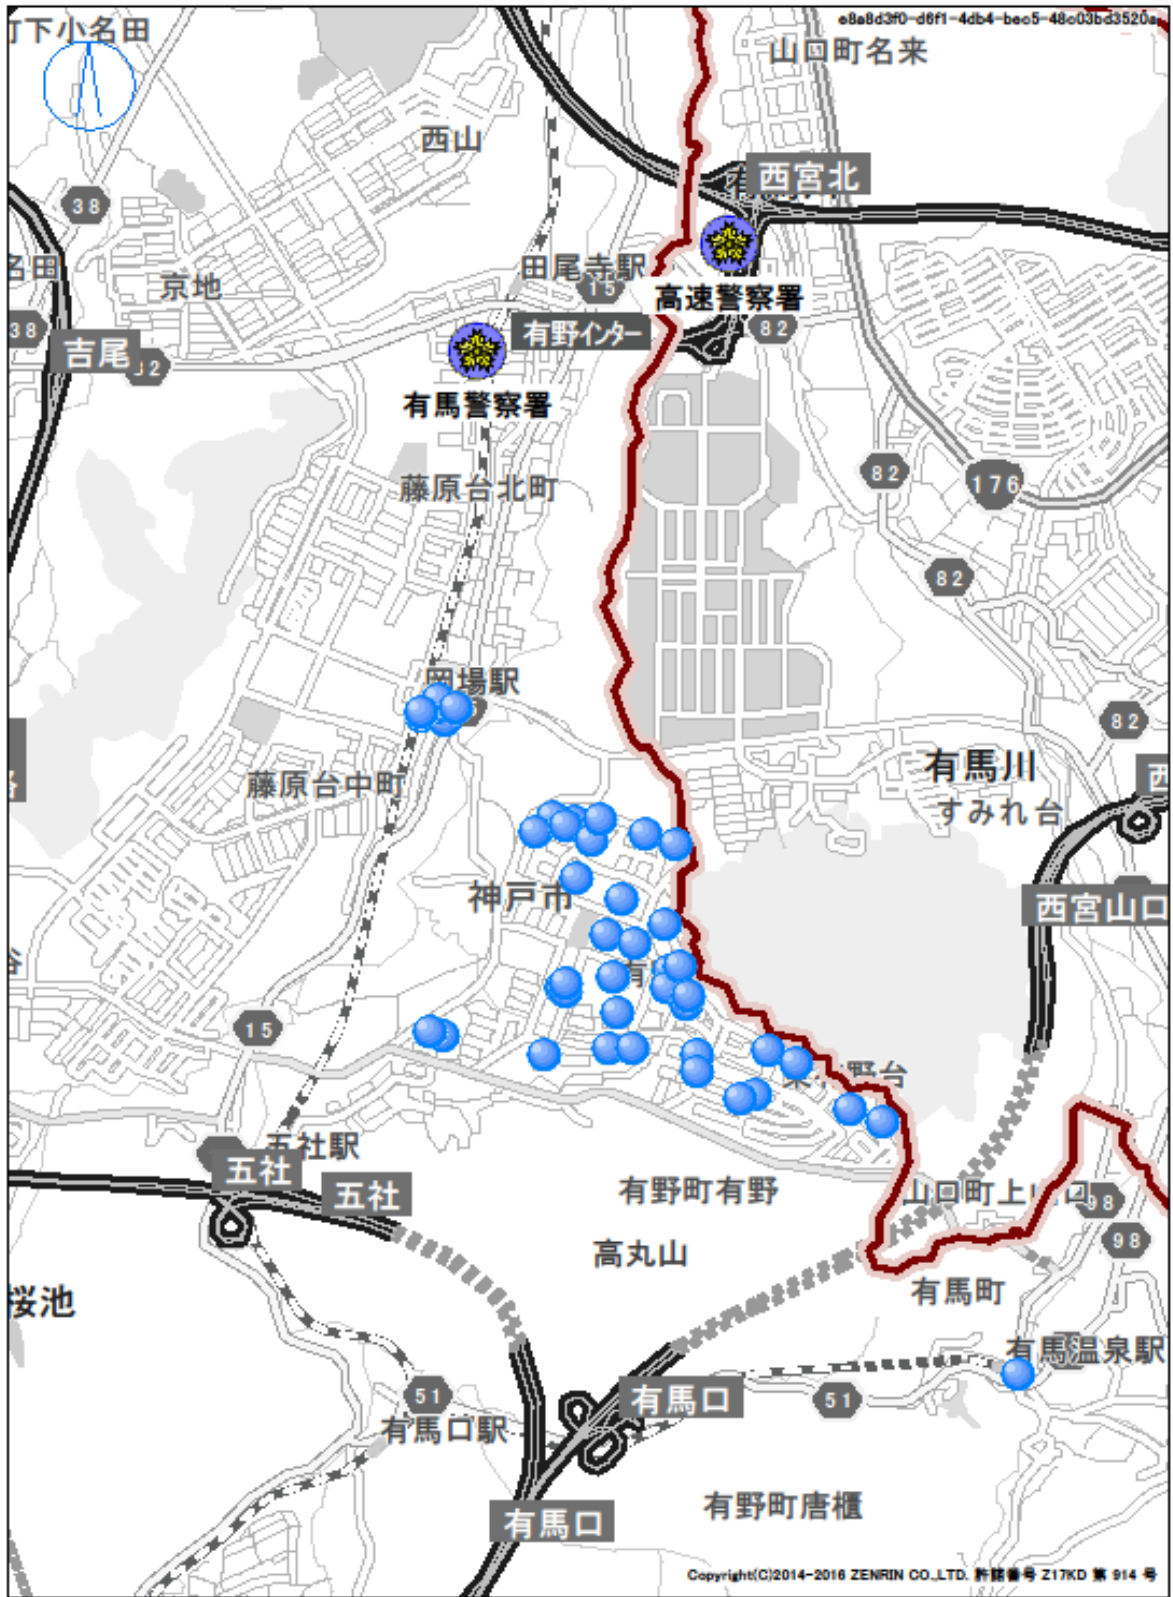 e8a8d3f0-d6f1-4db4-bec5-48c03bd3520a
町下小名田
山口町名来
西山
西宮北
38
名田
京地
田尾寺駅
15
高速警察署
38
有野インター
82
吉尾
有馬警察署
82
藤原台北町
176
82
岡場駅
82
有馬川
藤原台中町
すみれ台
神戸市
西宮山口
15
五社駅
五社
五社
有野町有野
山口町上山口
98
98
高丸山
有馬町
桜池
有馬温泉駅
51
有馬口
51
有馬口駅
有馬口
有野町唐櫃
Copyright(C)2014-2016 ZENRIN CO.,LTD. 許諾番号 Z17KD 第 914 号